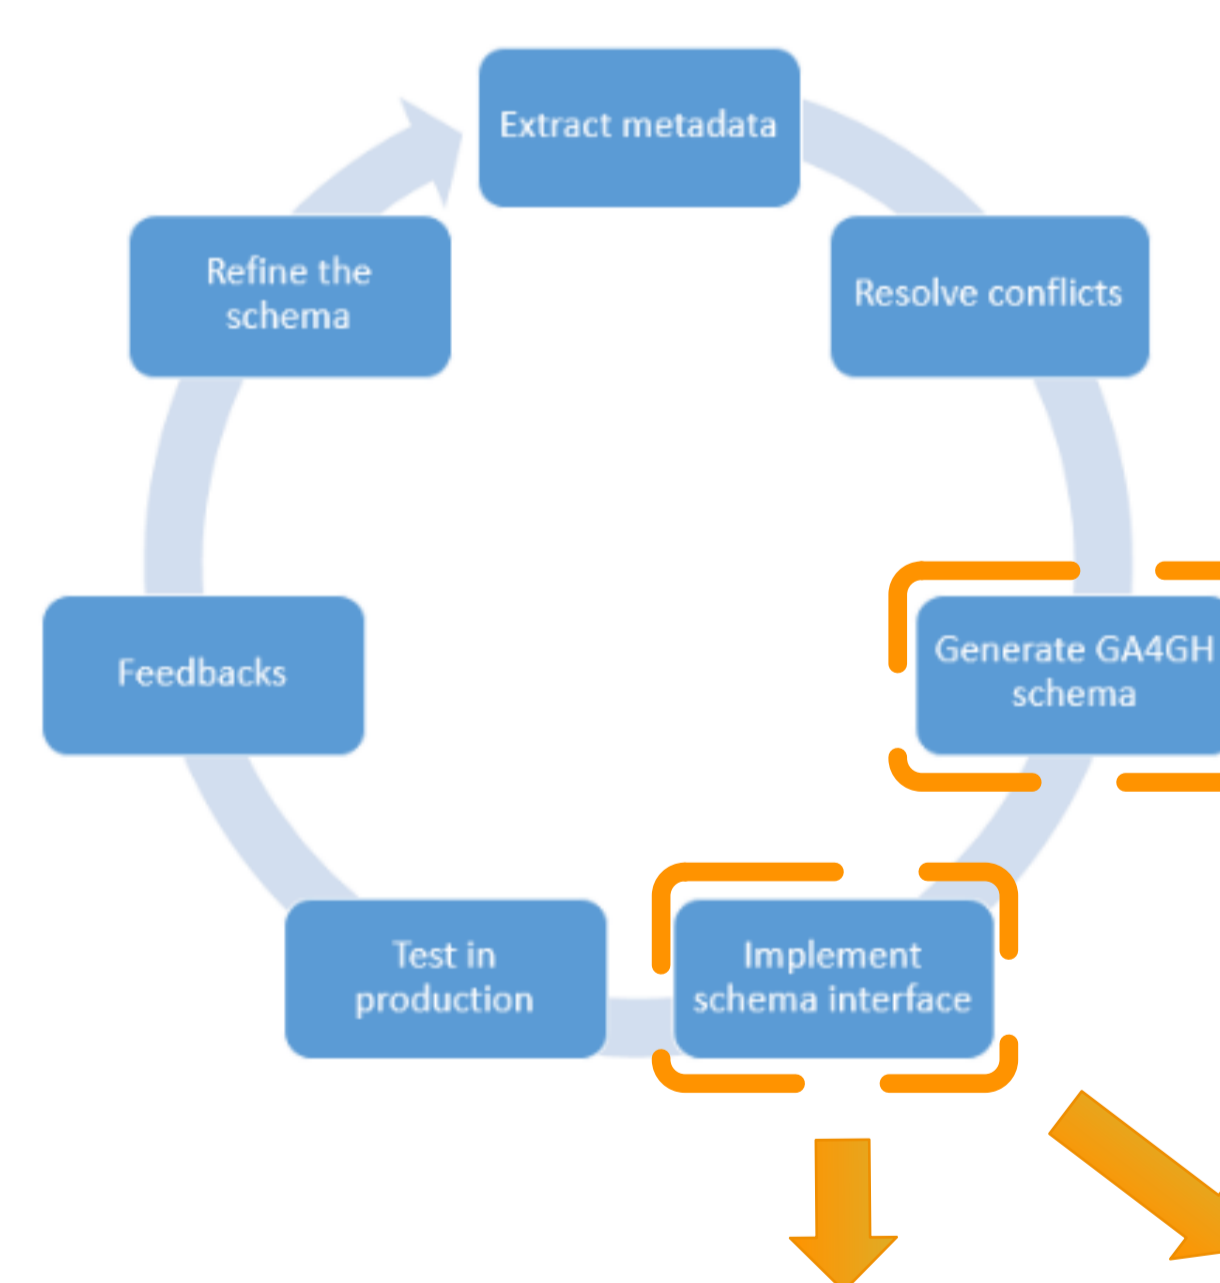 Extract metadata
Resolve conflicts
Generate GA4GH
schema
Implement
schema interface
Test in
production
Feedbacks
Refine the
schema